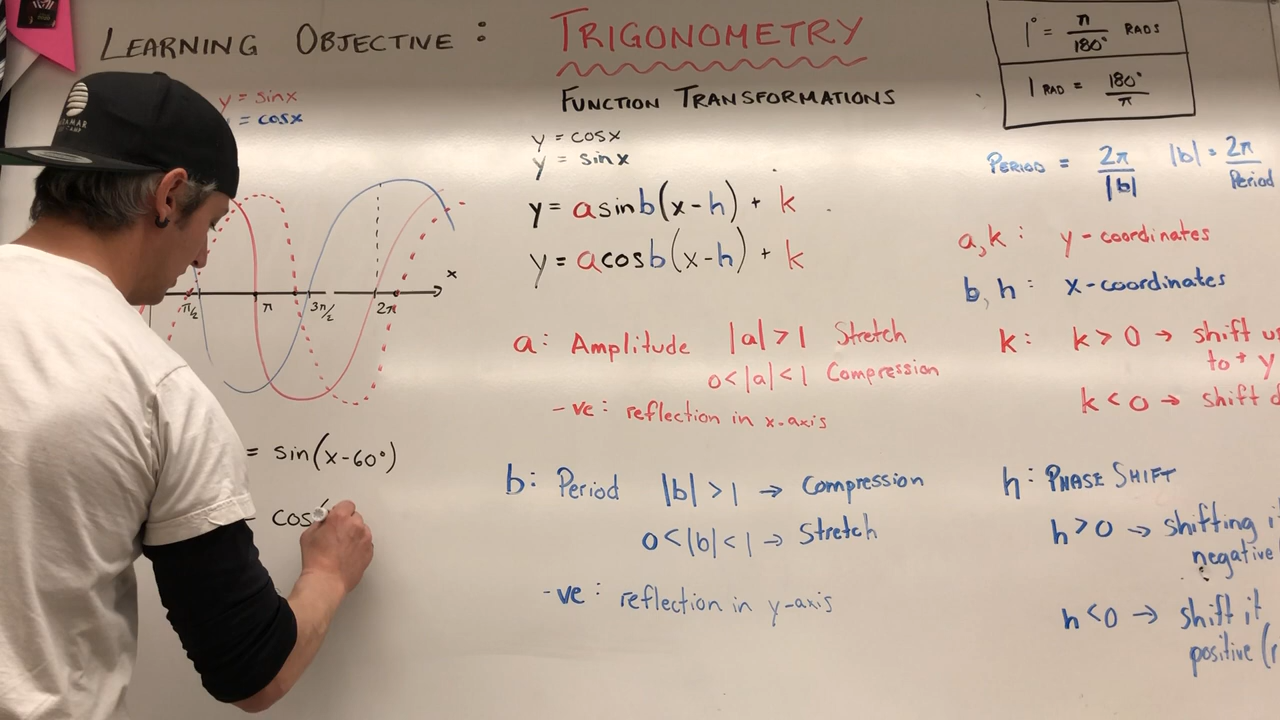 LEARNING OBJECTIVE: TRIGONOMETRY
FUNCTION TRANSFORMATIONS
1° = π/180° RADS
1 RAD = 180°/π
y = sinx
= cosx
y = cosx
y = sinx
y = asinb(x-h) + k
y = acosb(x-h) + k
PERIOD = 2π/|b| |b| = 2π/Period
a,k: y-coordinates
b,h: x-coordinates
x
π/2 π 3π/2 2π
a: Amplitude |a|>1 Stretch
0<|a|<1 Compression
-ve: reflection in x-axis
k: k>0 → shift
to + y
k<0 → shift
= sin(x-60°)
cos(
b: Period |b|>1 → Compression
0<|b|<1 → Stretch
-ve: reflection in y-axis
h: PHASE SHIFT
h>0 → shifting
negative
h<0 → shift it
positive (